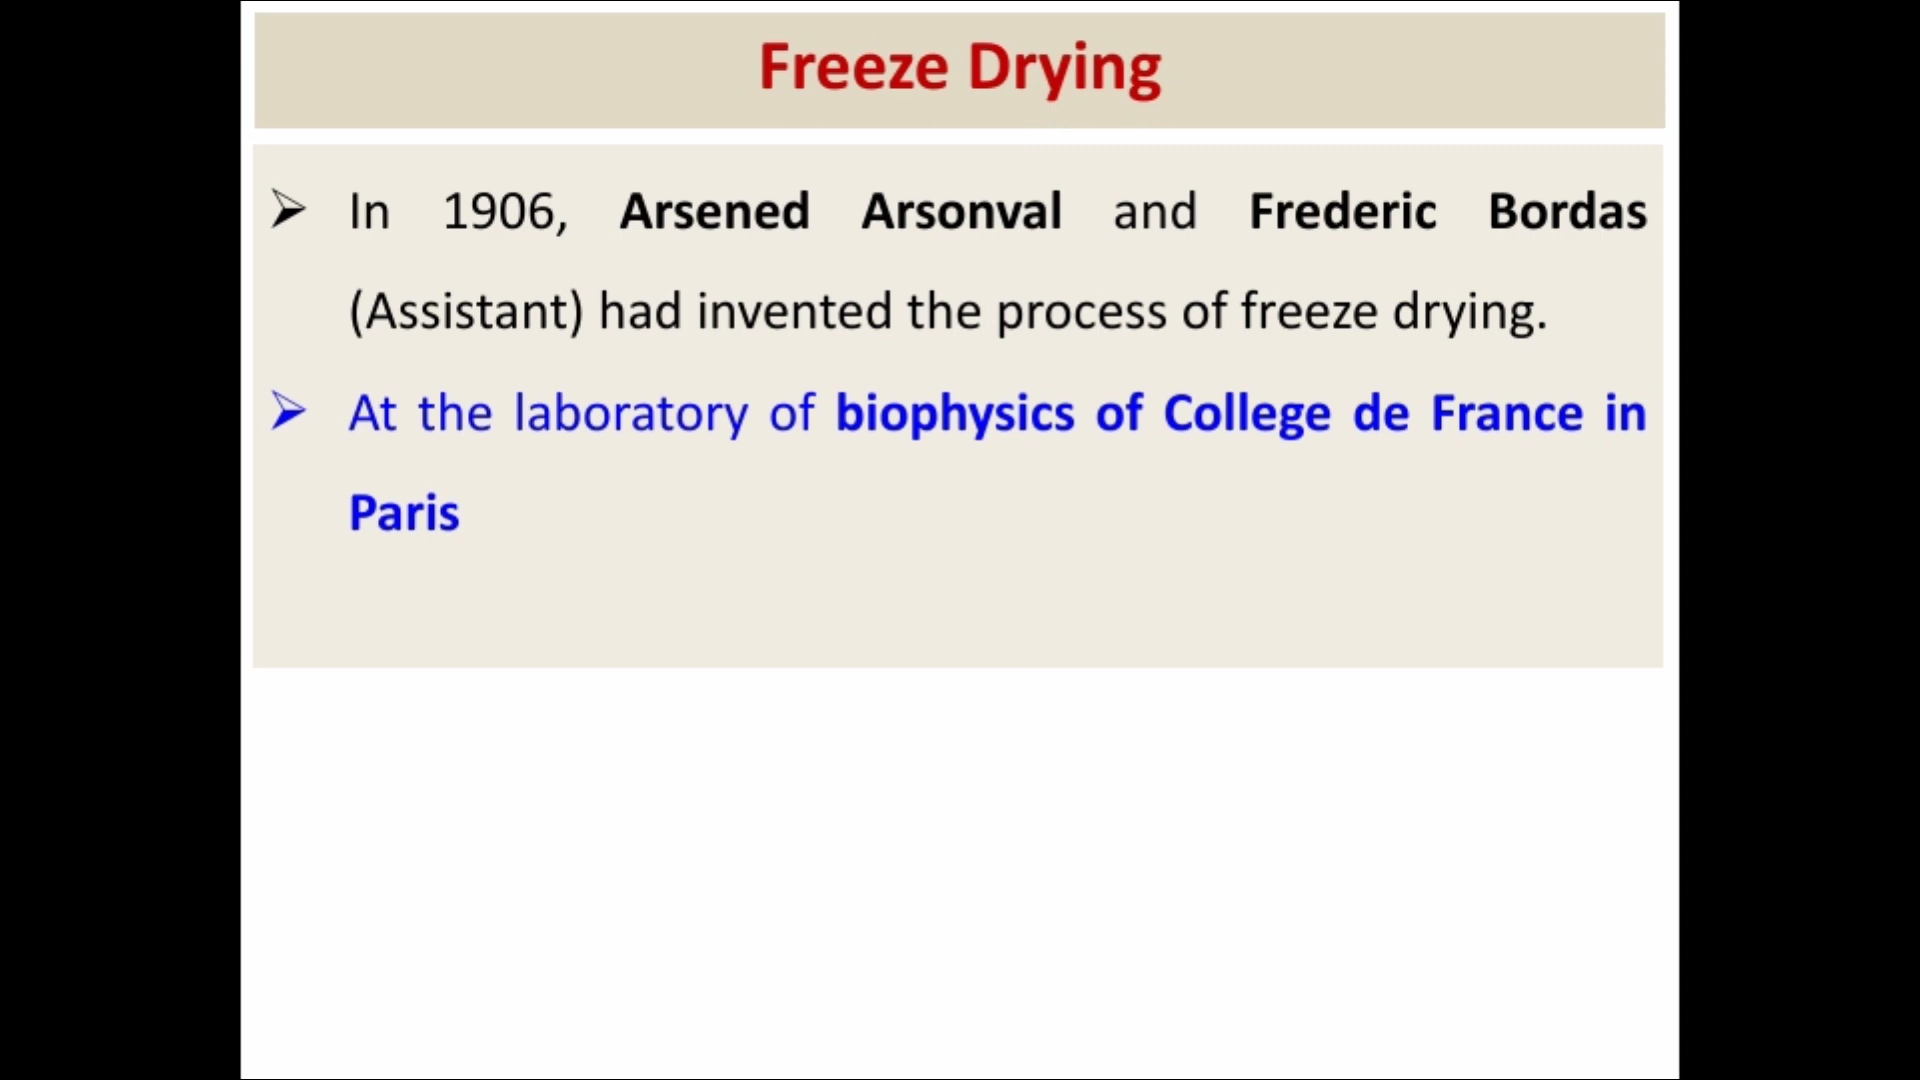 Freeze Drying
➢ In 1906, Arsened Arsonval and Frederic Bordas
(Assistant) had invented the process of freeze drying.
➢ At the laboratory of biophysics of College de France in
Paris